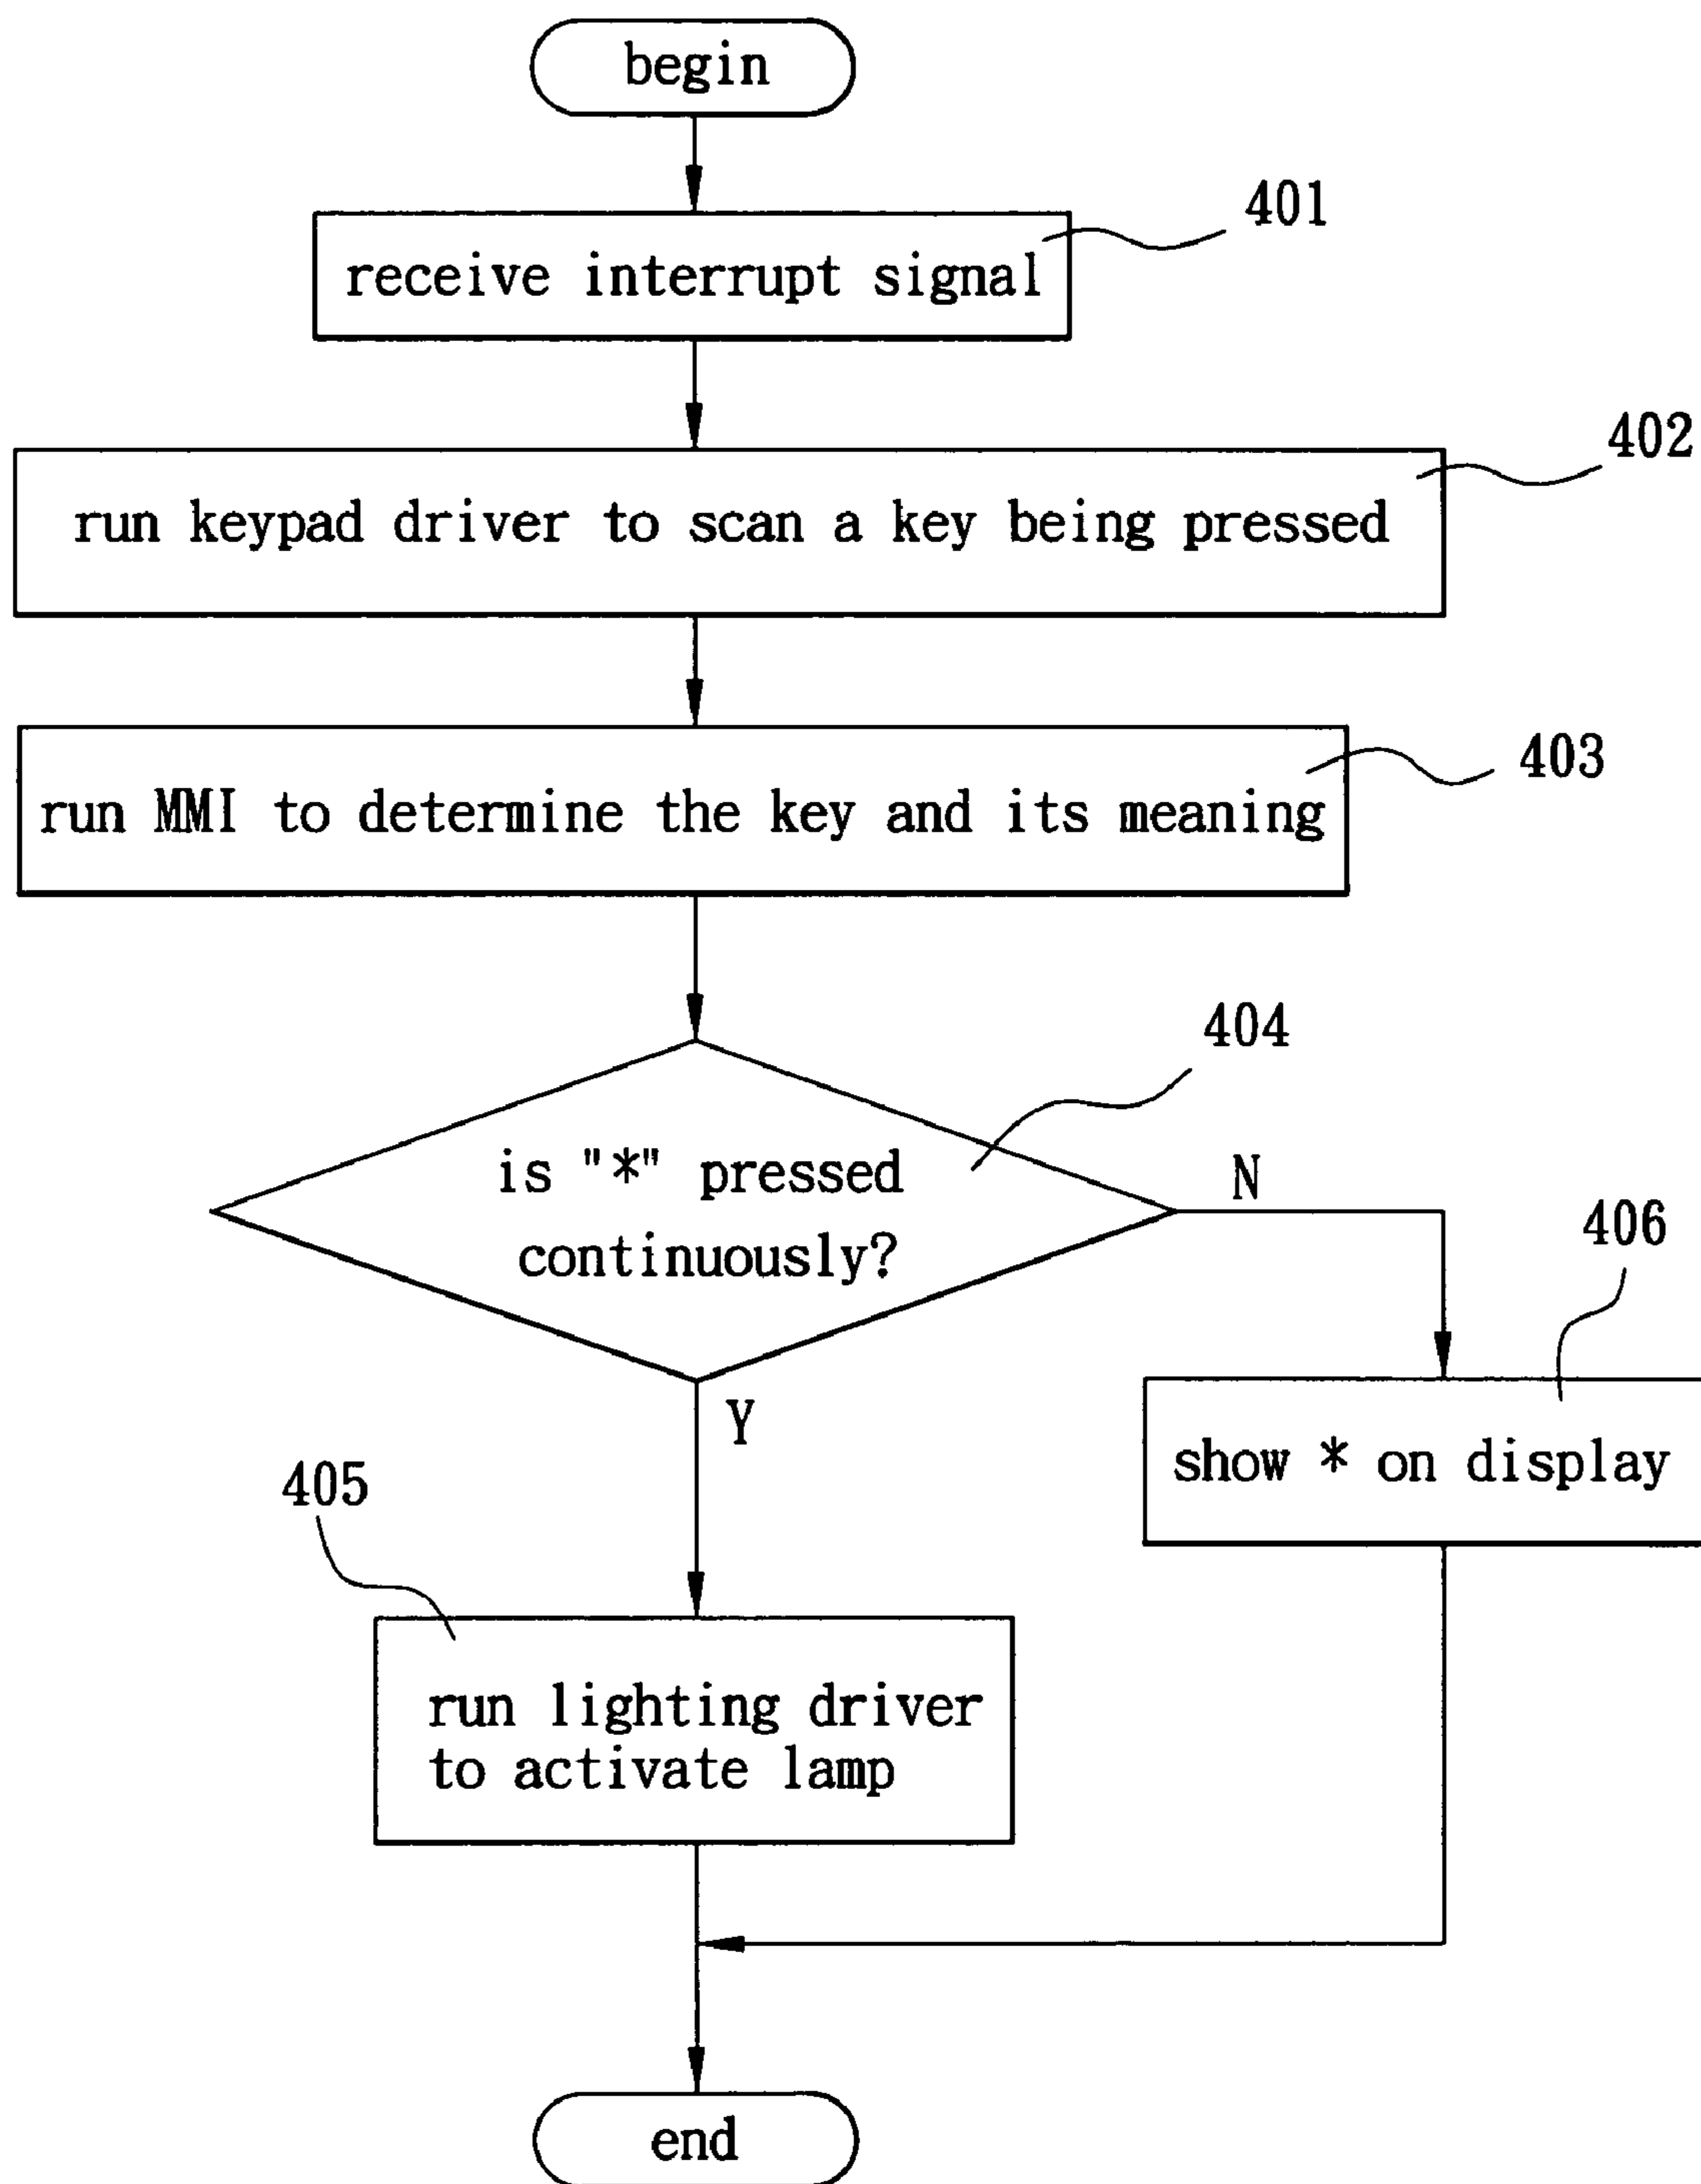 begin
401
receive interrupt signal
402
run keypad driver to scan a key being pressed
403
run MMI to determine the key and its meaning
404
is "*" pressed
continuously?
N
406
Y
show * on display
405
run lighting driver
to activate lamp
end